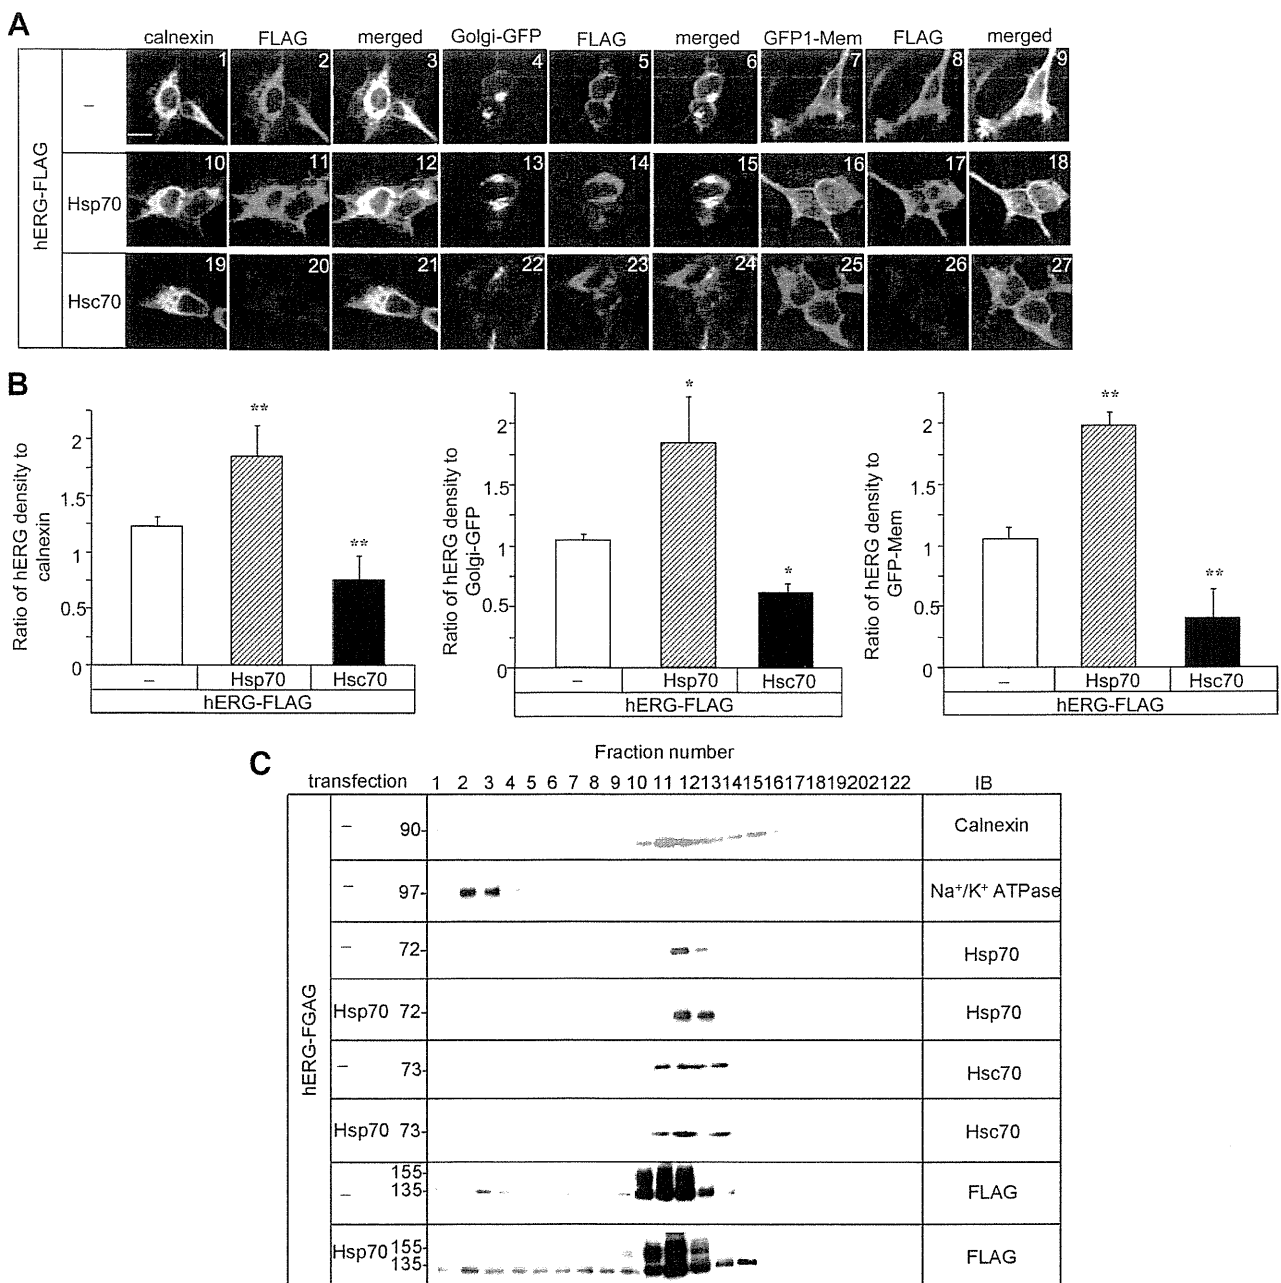 A
calnexin FLAG merged Golgi-GFP FLAG merged GFP1-Mem FLAG merged
hERG-FLAG
– 1 2 3 4 5 6 7 8 9
Hsp70 10 11 12 13 14 15 16 17 18
Hsc70 19 20 21 22 23 24 25 26 27
B
Ratio of hERG density to
calnexin
2
1.5
1
0.5
0
** **
– Hsp70 Hsc70
hERG-FLAG
Ratio of hERG density to
Golgi-GFP
2
1.5
1
0.5
0
* *
– Hsp70 Hsc70
hERG-FLAG
Ratio of hERG density to
GFP-Mem
2
1.5
1
0.5
0
** **
– Hsp70 Hsc70
hERG-FLAG
C
Fraction number
transfection 1 2 3 4 5 6 7 8 9 10 11 12 13 14 15 16 17 18 19 20 21 22 IB
hERG-FGAG
– 90- Calnexin
– 97- Na+/K+ ATPase
– 72- Hsp70
Hsp70 72- Hsp70
– 73- Hsc70
Hsp70 73- Hsc70
155-
– 135- FLAG
Hsp70 155-
135- FLAG